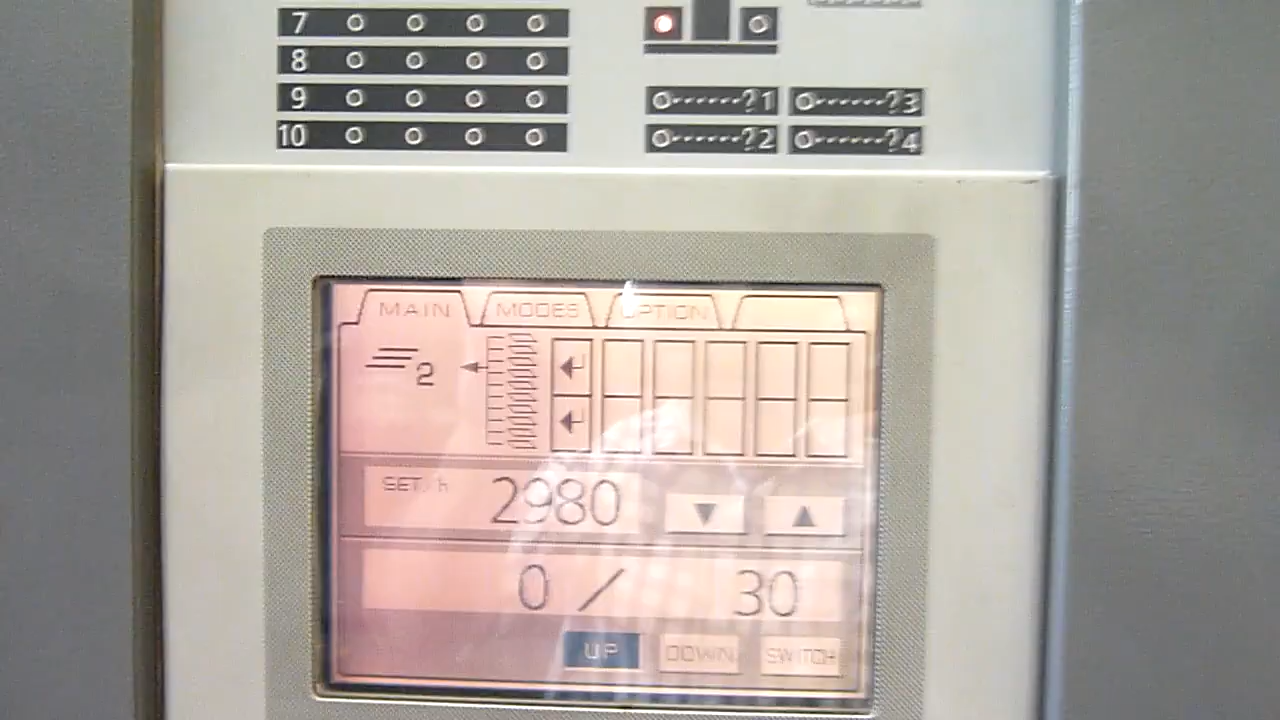 7
8
9
10
?1
?3
?2
?4
MAIN MODES OPTION
2
SET/h 2980
0 / 30
UP DOWN SWITCH